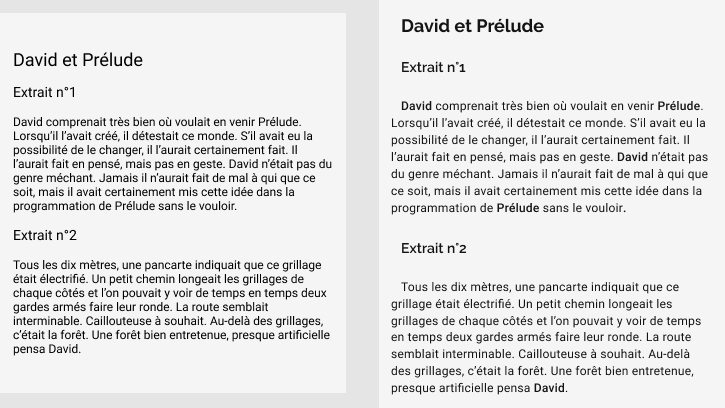 David et Prélude
Extrait n°1
David comprenait très bien où voulait en venir Prélude.
Lorsqu’il l’avait créé, il détestait ce monde. S’il avait eu la
possibilité de le changer, il l’aurait certainement fait. Il
l’aurait fait en pensé, mais pas en geste. David n’était pas du
genre méchant. Jamais il n’aurait fait de mal à qui que ce
soit, mais il avait certainement mis cette idée dans la
programmation de Prélude sans le vouloir.
Extrait n°2
Tous les dix mètres, une pancarte indiquait que ce grillage
était électrifié. Un petit chemin longeait les grillages de
chaque côtés et l’on pouvait y voir de temps en temps deux
gardes armés faire leur ronde. La route semblait
interminable. Caillouteuse à souhait. Au-delà des grillages,
c’était la forêt. Une forêt bien entretenue, presque artificielle
pensa David.
David et Prélude
Extrait n°1
David comprenait très bien où voulait en venir Prélude.
Lorsqu’il l’avait créé, il détestait ce monde. S’il avait eu la
possibilité de le changer, il l’aurait certainement fait. Il
l’aurait fait en pensé, mais pas en geste. David n’était pas
du genre méchant. Jamais il n’aurait fait de mal à qui que
ce soit, mais il avait certainement mis cette idée dans la
programmation de Prélude sans le vouloir.
Extrait n°2
Tous les dix mètres, une pancarte indiquait que ce
grillage était électrifié. Un petit chemin longeait les
grillages de chaque côtés et l’on pouvait y voir de temps
en temps deux gardes armés faire leur ronde. La route
semblait interminable. Caillouteuse à souhait. Au-delà
des grillages, c’était la forêt. Une forêt bien entretenue,
presque artificielle pensa David.